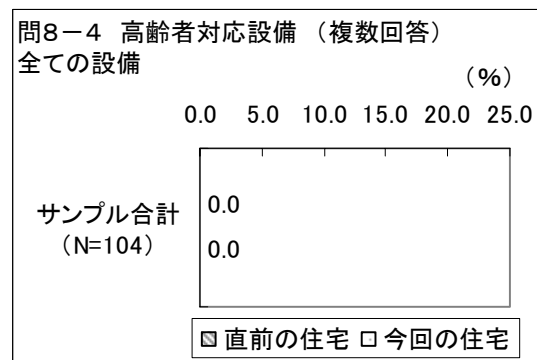 問8－4 高齢者対応設備 （複数回答）
全ての設備
（%）
0.0 5.0 10.0 15.0 20.0 25.0
サンプル合計
（N=104）
0.0
0.0
直前の住宅 今回の住宅